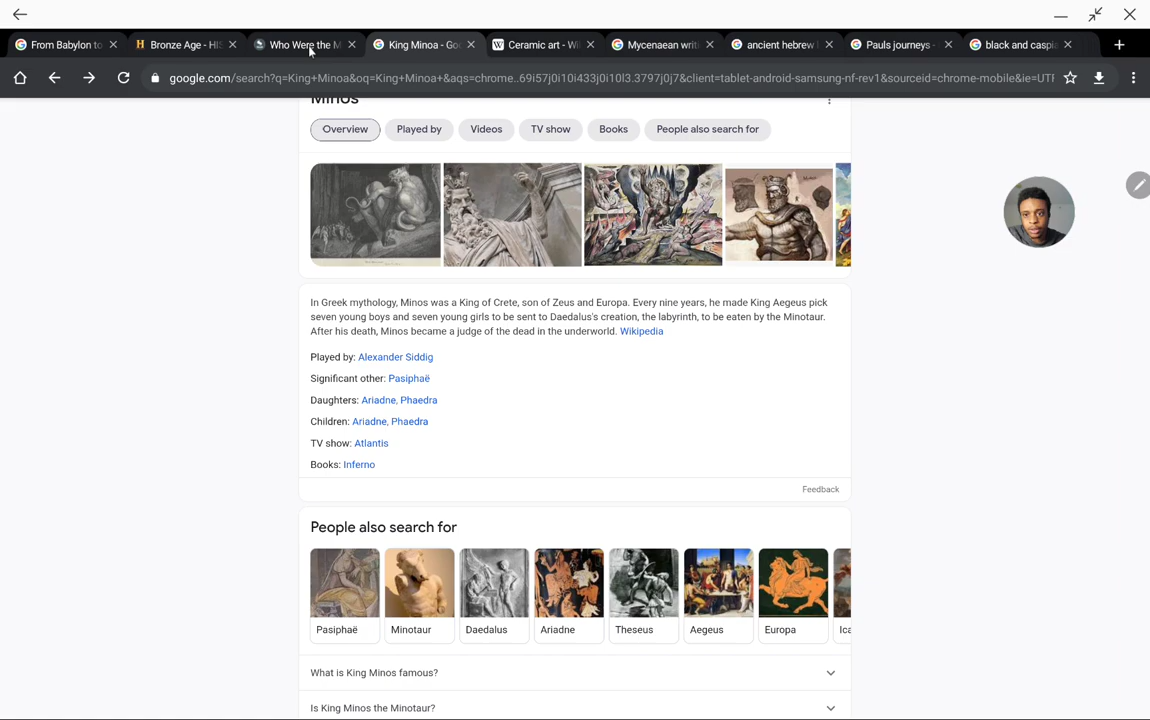 From Babylon to
Bronze Age - HIS
Who Were the M
King Minoa - Goo
Ceramic art - Wi
Mycenaean writ
ancient hebrew
Pauls journeys -
black and caspia
google.com/search?q=King+Minoa&oq=King+Minoa+&aqs=chrome..69i57j0i10i433j0i10l3.3797j0j7&client=tablet-android-samsung-nf-rev1&sourceid=chrome-mobile&ie=UTF
Minos
Overview
Played by
Videos
TV show
Books
People also search for
In Greek mythology, Minos was a King of Crete, son of Zeus and Europa. Every nine years, he made King Aegeus pick
seven young boys and seven young girls to be sent to Daedalus's creation, the labyrinth, to be eaten by the Minotaur.
After his death, Minos became a judge of the dead in the underworld. Wikipedia
Played by: Alexander Siddig
Significant other: Pasiphaë
Daughters: Ariadne, Phaedra
Children: Ariadne, Phaedra
TV show: Atlantis
Books: Inferno
Feedback
People also search for
Pasiphaë
Minotaur
Daedalus
Ariadne
Theseus
Aegeus
Europa
Ica
What is King Minos famous?
Is King Minos the Minotaur?